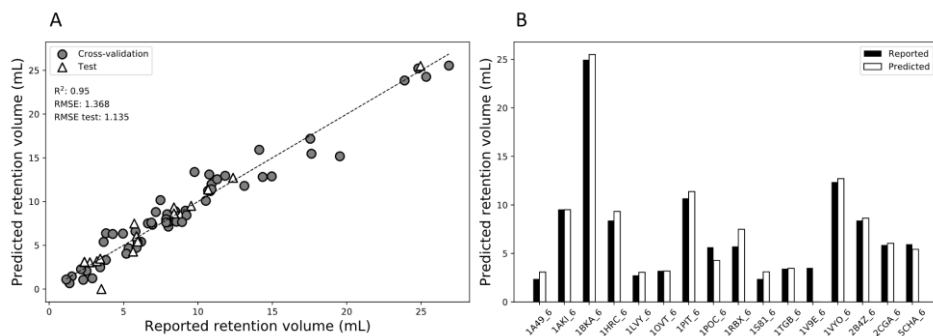 A
Cross-validation
Test
R²: 0.95
RMSE: 1.368
RMSE test: 1.135
Predicted retention volume (mL)
25
20
15
10
5
0
0 5 10 15 20 25
Reported retention volume (mL)
B
Reported
Predicted
Reported retention volume (mL)
25
20
15
10
5
0
1A49_6
1AKI_6
1BKA_6
1HRC_6
1LVY_6
1OVT_6
1PIT_6
1POC_6
1RBX_6
1S81_6
1TGB_6
1V9E_6
1VYO_6
2B4Z_6
2CGA_6
5CHA_6